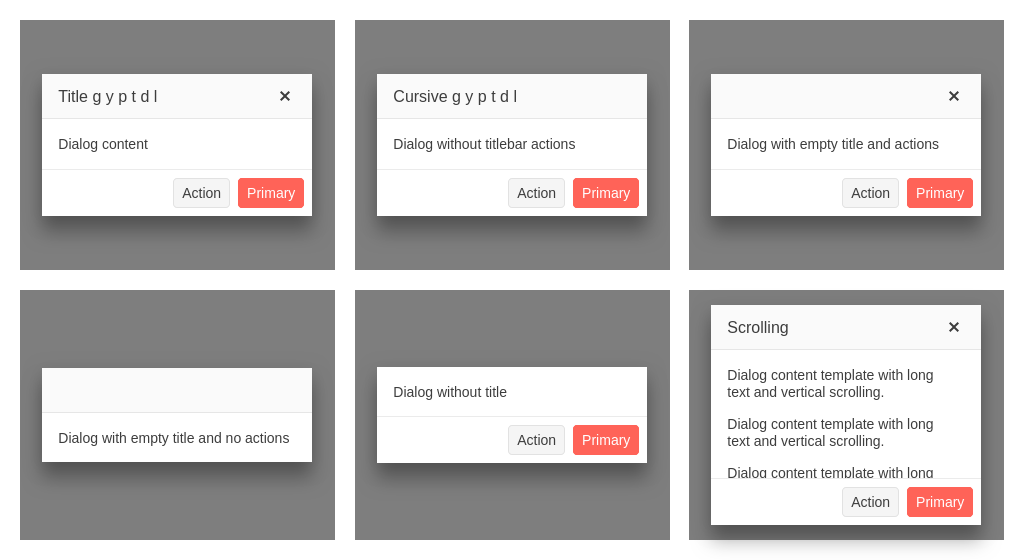 Title g y p t d l ✕
Dialog content
Action Primary
Cursive g y p t d l
Dialog without titlebar actions
Action Primary
✕
Dialog with empty title and actions
Action Primary
Dialog with empty title and no actions
Dialog without title
Action Primary
Scrolling ✕
Dialog content template with long
text and vertical scrolling.
Dialog content template with long
text and vertical scrolling.
Dialog content template with long
Action Primary